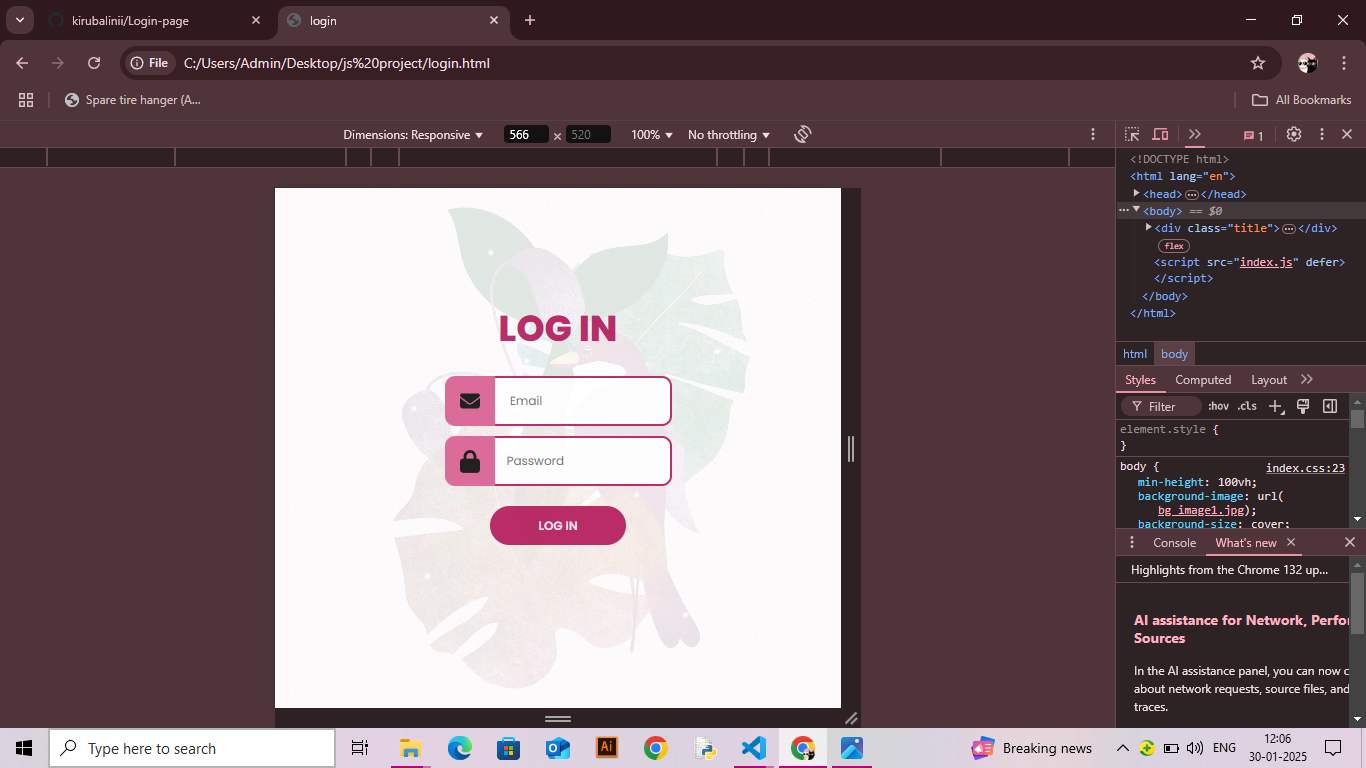 kirubalinii/Login-page
login
File
C:/Users/Admin/Desktop/js%20project/login.html
Spare tire hanger (A...
All Bookmarks
Dimensions: Responsive
566 × 520
100%
No throttling
1
<!DOCTYPE html>
<html lang="en">
<head> ⋯ </head>
⋯ <body> == $0
<div class="title"> ⋯ </div>
flex
<script src="index.js" defer>
</script>
</body>
</html>
html body
Styles Computed Layout
Filter :hov .cls
element.style {
}
body { index.css:23
min-height: 100vh;
background-image: url(
bg_image1.jpg);
background-size: cover;
Console What's new
Highlights from the Chrome 132 up...
AI assistance for Network, Perfor
Sources
In the AI assistance panel, you can now c
about network requests, source files, and
traces.
LOG IN
Email
Password
LOG IN
Type here to search
Ai
Breaking news
ENG
12:06
30-01-2025